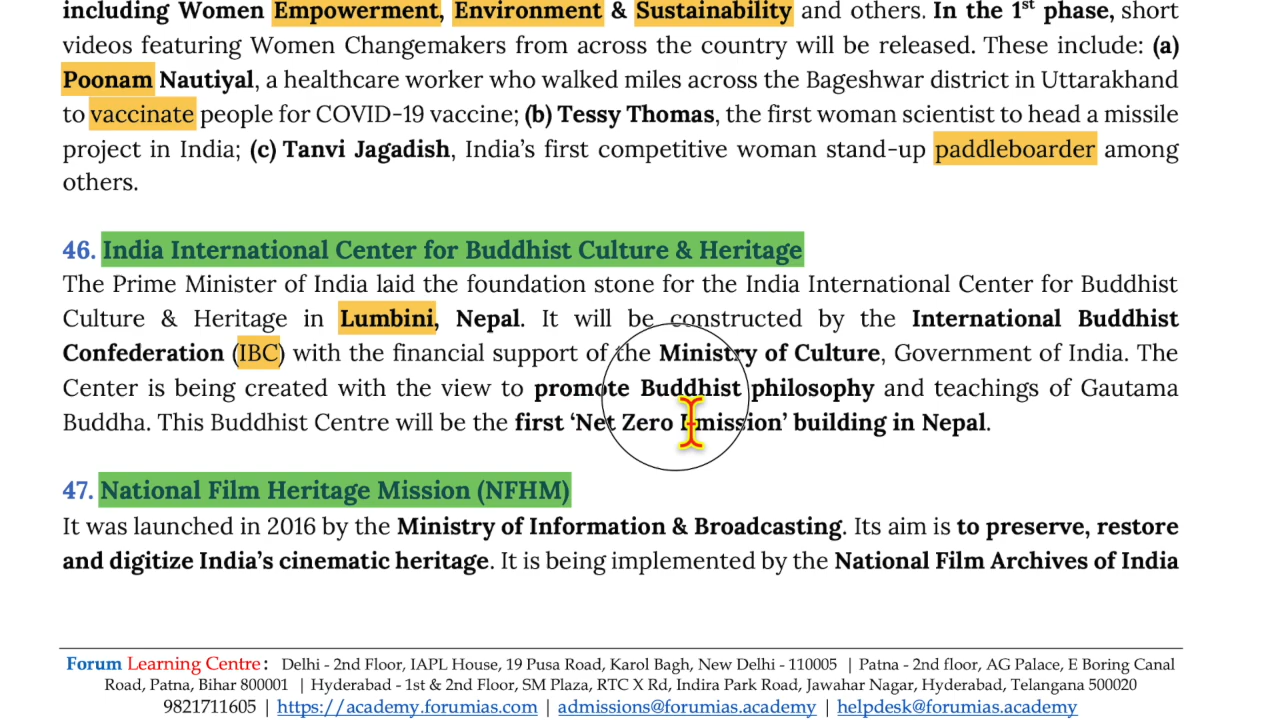 including Women Empowerment, Environment & Sustainability and others. In the 1st phase, short
videos featuring Women Changemakers from across the country will be released. These include: (a)
Poonam Nautiyal, a healthcare worker who walked miles across the Bageshwar district in Uttarakhand
to vaccinate people for COVID-19 vaccine; (b) Tessy Thomas, the first woman scientist to head a missile
project in India; (c) Tanvi Jagadish, India's first competitive woman stand-up paddleboarder among
others.
46. India International Center for Buddhist Culture & Heritage
The Prime Minister of India laid the foundation stone for the India International Center for Buddhist
Culture & Heritage in Lumbini, Nepal. It will be constructed by the International Buddhist
Confederation (IBC) with the financial support of the Ministry of Culture, Government of India. The
Center is being created with the view to promote Buddhist philosophy and teachings of Gautama
Buddha. This Buddhist Centre will be the first 'Net Zero Emission' building in Nepal.
47. National Film Heritage Mission (NFHM)
It was launched in 2016 by the Ministry of Information & Broadcasting. Its aim is to preserve, restore
and digitize India's cinematic heritage. It is being implemented by the National Film Archives of India
Forum Learning Centre: Delhi - 2nd Floor, IAPL House, 19 Pusa Road, Karol Bagh, New Delhi - 110005 | Patna - 2nd floor, AG Palace, E Boring Canal
Road, Patna, Bihar 800001 | Hyderabad - 1st & 2nd Floor, SM Plaza, RTC X Rd, Indira Park Road, Jawahar Nagar, Hyderabad, Telangana 500020
9821711605 | https://academy.forumias.com | admissions@forumias.academy | helpdesk@forumias.academy